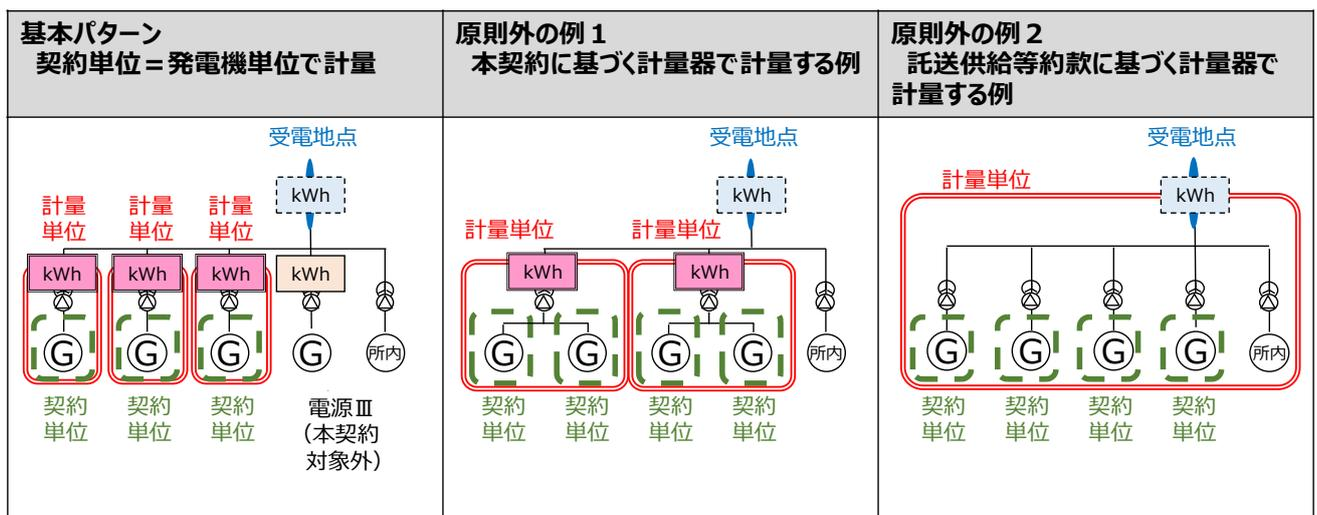 基本パターン
契約単位＝発電機単位で計量
受電地点
kWh
計量 計量 計量
単位 単位 単位
kWh kWh kWh kWh
G G G G 所内
契約 契約 契約
単位 単位 単位
電源Ⅲ
（本契約
対象外）
原則外の例１
本契約に基づく計量器で計量する例
受電地点
kWh
計量単位 計量単位
kWh kWh
G G G G 所内
契約 契約 契約 契約
単位 単位 単位 単位
原則外の例２
託送供給等約款に基づく計量器で
計量する例
受電地点
計量単位
kWh
G G G G 所内
契約 契約 契約 契約
単位 単位 単位 単位